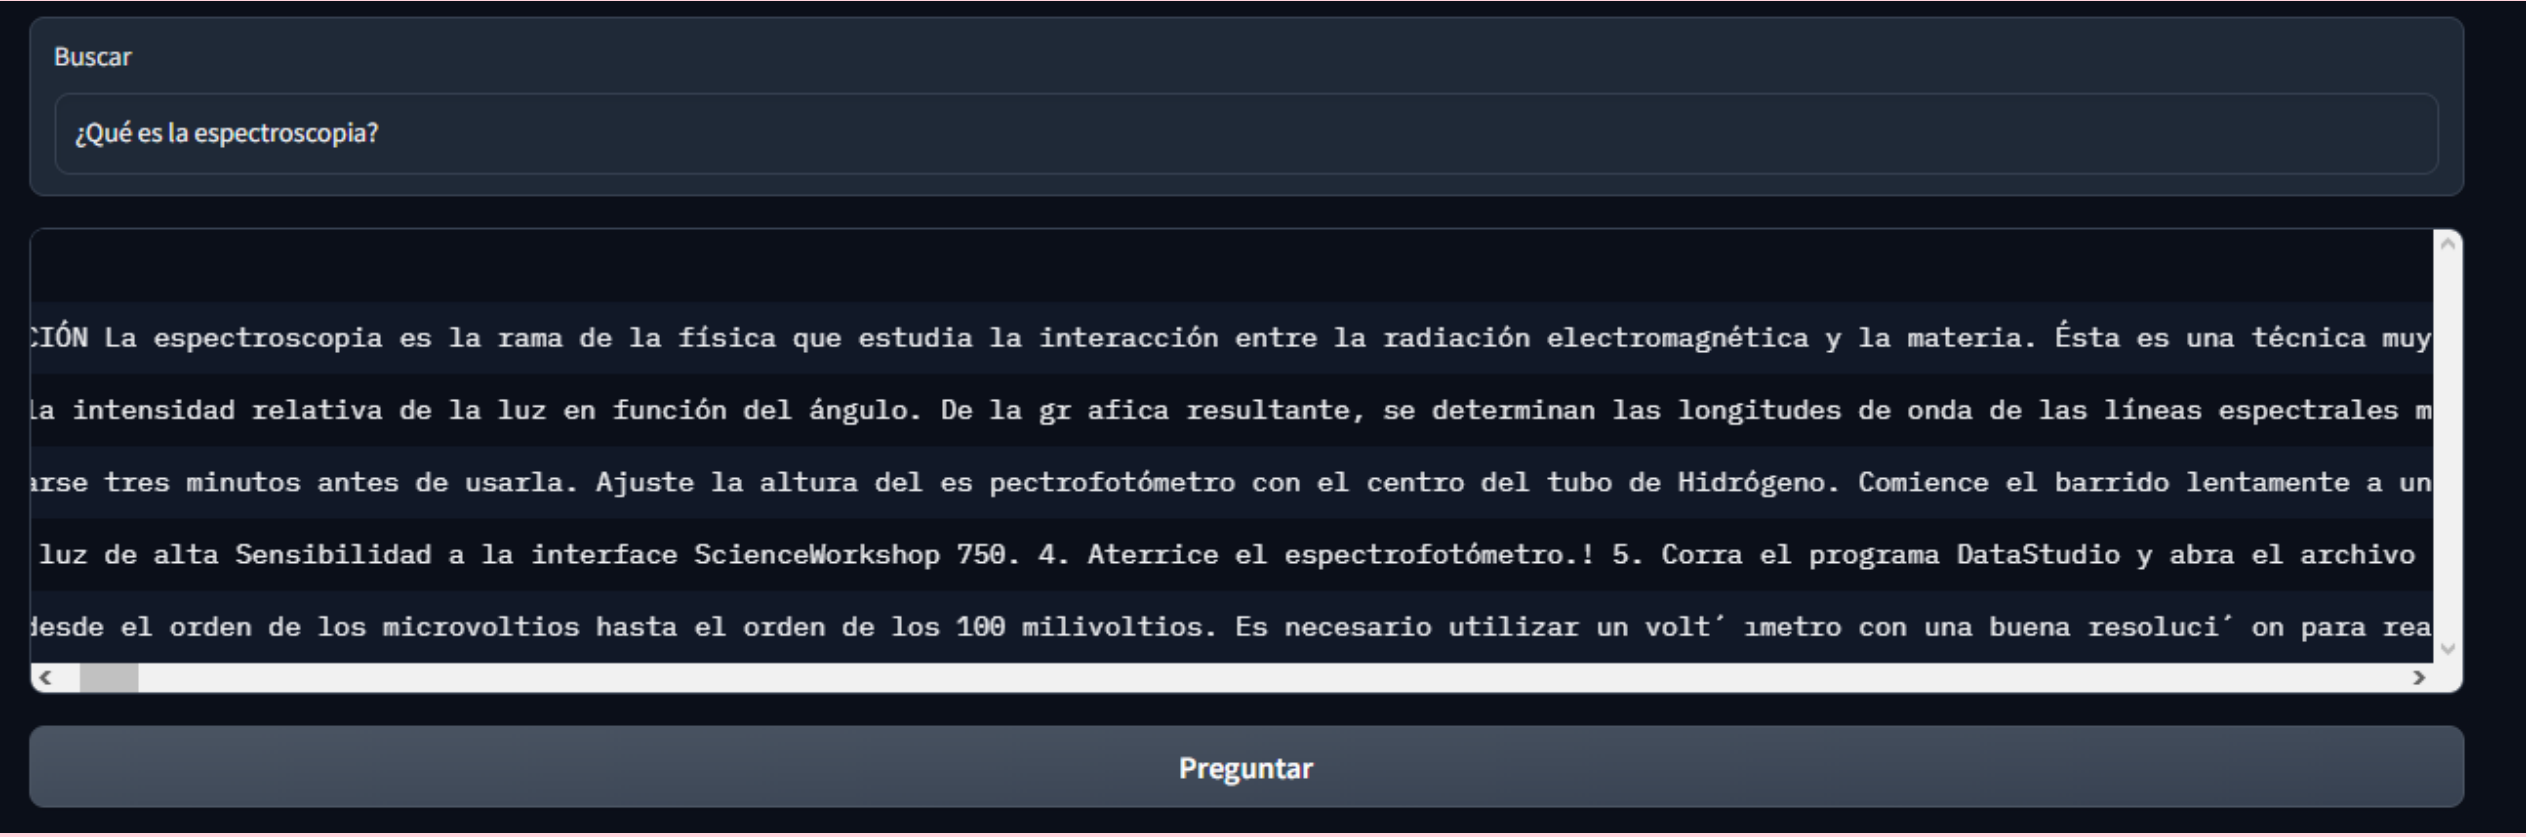 Buscar
¿Qué es la espectroscopia?
CIÓN La espectroscopia es la rama de la física que estudia la interacción entre la radiación electromagnética y la materia. Ésta es una técnica muy
la intensidad relativa de la luz en función del ángulo. De la gr afica resultante, se determinan las longitudes de onda de las líneas espectrales m
arse tres minutos antes de usarla. Ajuste la altura del es pectrofotómetro con el centro del tubo de Hidrógeno. Comience el barrido lentamente a un
luz de alta Sensibilidad a la interface ScienceWorkshop 750. 4. Aterrice el espectrofotómetro.! 5. Corra el programa DataStudio y abra el archivo
desde el orden de los microvoltios hasta el orden de los 100 milivoltios. Es necesario utilizar un volt´ ımetro con una buena resoluci´ on para rea
Preguntar